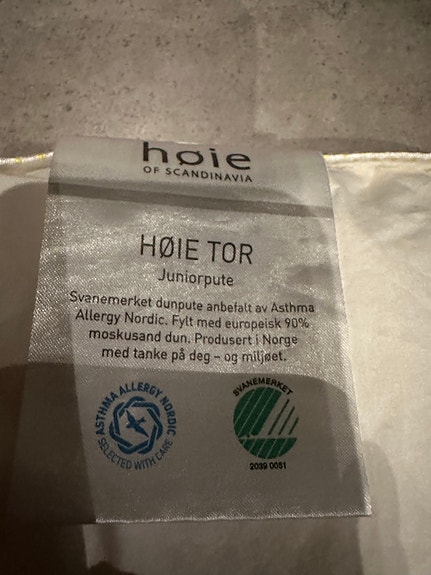 høie
OF SCANDINAVIA
HØIE TOR
Juniorpute
Svanemerket dunpute anbefalt av Asthma
Allergy Nordic. Fylt med europeisk 90%
moskusand dun. Produsert i Norge
med tanke på deg – og miljøet.
ASTHMA ALLERGY NORDIC
SELECTED WITH CARE
SVANEMERKET
2039 0051